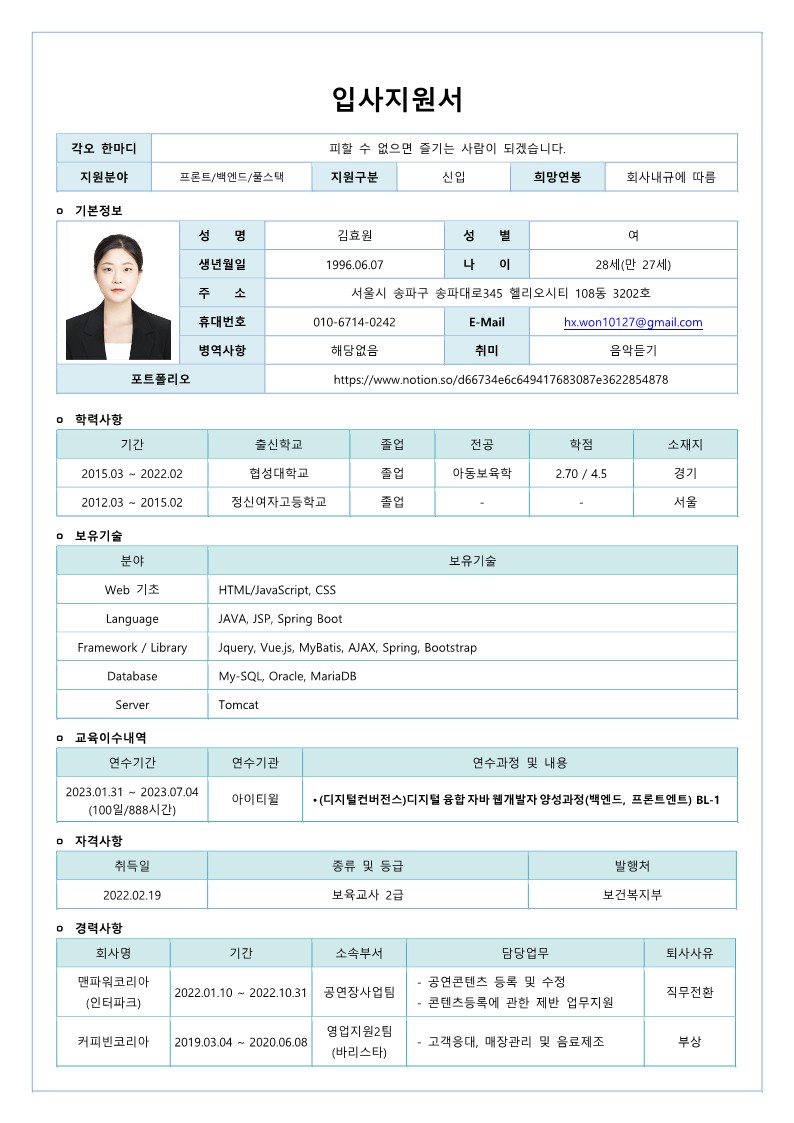 입사지원서
각오 한마디 피할 수 없으면 즐기는 사람이 되겠습니다.
지원분야 프론트/백엔드/풀스택 지원구분 신입 희망연봉 회사내규에 따름
기본정보
성 명 김효원 성 별 여
생년월일 1996.06.07 나 이 28세(만 27세)
주 소 서울시 송파구 송파대로345 헬리오시티 108동 3202호
휴대번호 010-6714-0242 E-Mail hx.won10127@gmail.com
병역사항 해당없음 취미 음악듣기
포트폴리오 https://www.notion.so/d66734e6c649417683087e3622854878
학력사항
기간 출신학교 졸업 전공 학점 소재지
2015.03 ~ 2022.02 협성대학교 졸업 아동보육학 2.70 / 4.5 경기
2012.03 ~ 2015.02 정신여자고등학교 졸업 - - 서울
보유기술
분야 보유기술
Web 기초 HTML/JavaScript, CSS
Language JAVA, JSP, Spring Boot
Framework / Library Jquery, Vue.js, MyBatis, AJAX, Spring, Bootstrap
Database My-SQL, Oracle, MariaDB
Server Tomcat
교육이수내역
연수기간 연수기관 연수과정 및 내용
2023.01.31 ~ 2023.07.04
(100일/888시간) 아이티윌 •(디지털컨버전스)디지털 융합 자바 웹개발자 양성과정(백엔드, 프론트엔트) BL-1
자격사항
취득일 종류 및 등급 발행처
2022.02.19 보육교사 2급 보건복지부
경력사항
회사명 기간 소속부서 담당업무 퇴사사유
맨파워코리아
(인터파크) 2022.01.10 ~ 2022.10.31 공연장사업팀 - 공연콘텐츠 등록 및 수정
- 콘텐츠등록에 관한 제반 업무지원 직무전환
커피빈코리아 2019.03.04 ~ 2020.06.08 영업지원2팀
(바리스타) - 고객응대, 매장관리 및 음료제조 부상